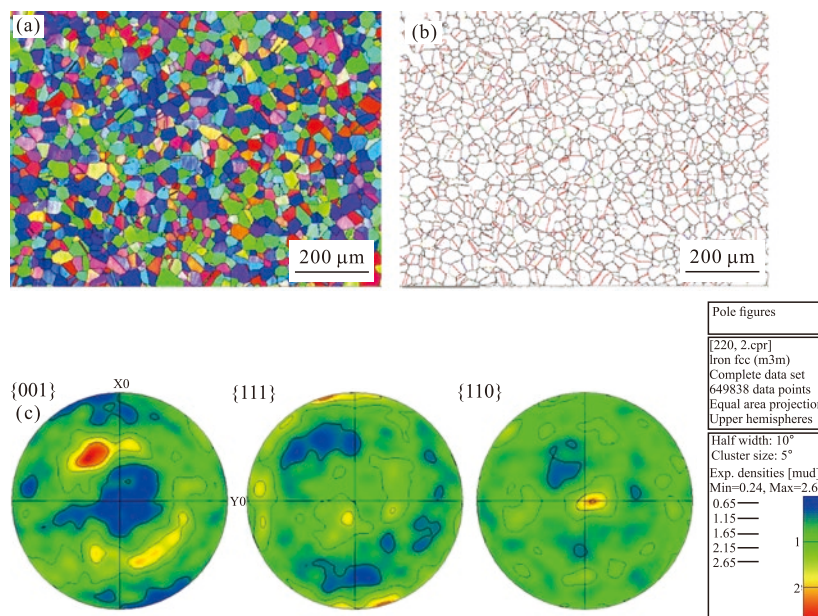 (a)
200 μm
(b)
200 μm
Pole figures
[220, 2.cpr]
Iron fcc (m3m)
Complete data set
649838 data points
Equal area projection
Upper hemispheres
Half width: 10°
Cluster size: 5°
Exp. densities [mud]
Min=0.24, Max=2.6
0.65
1.15
1.65
2.15
2.65
1
2
{001}
X0
{111}
{110}
(c)
Y0